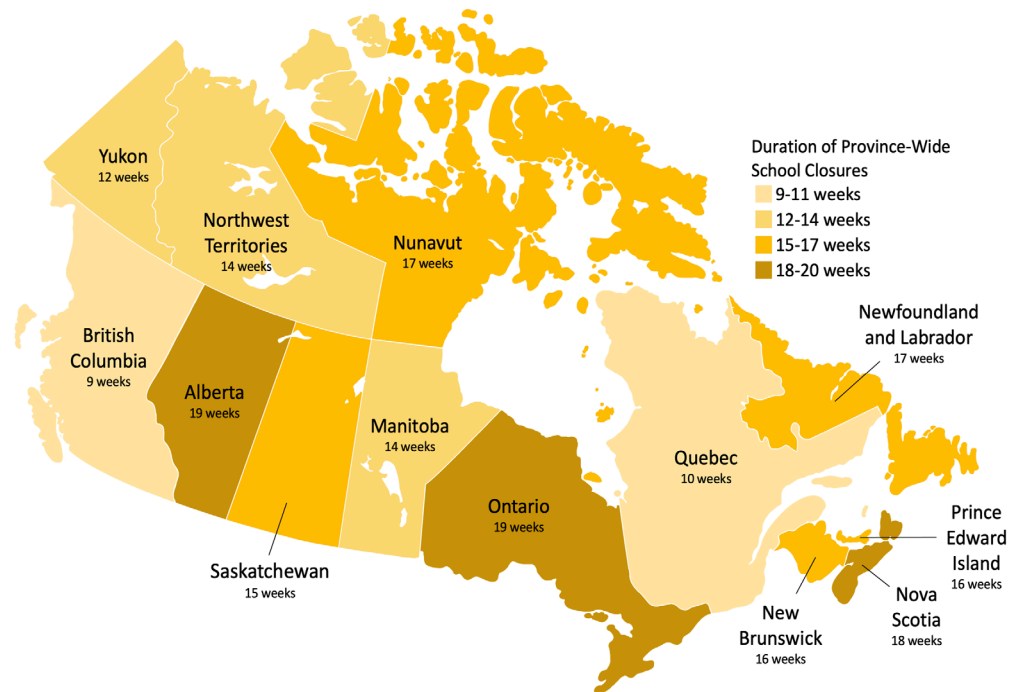 Yukon
12 weeks
Northwest
Territories
14 weeks
Nunavut
17 weeks
Duration of Province-Wide
School Closures
9-11 weeks
12-14 weeks
15-17 weeks
18-20 weeks
British
Columbia
9 weeks
Alberta
19 weeks
Saskatchewan
15 weeks
Manitoba
14 weeks
Ontario
19 weeks
Quebec
10 weeks
Newfoundland
and Labrador
17 weeks
Prince
Edward
Island
16 weeks
Nova
Scotia
18 weeks
New
Brunswick
16 weeks